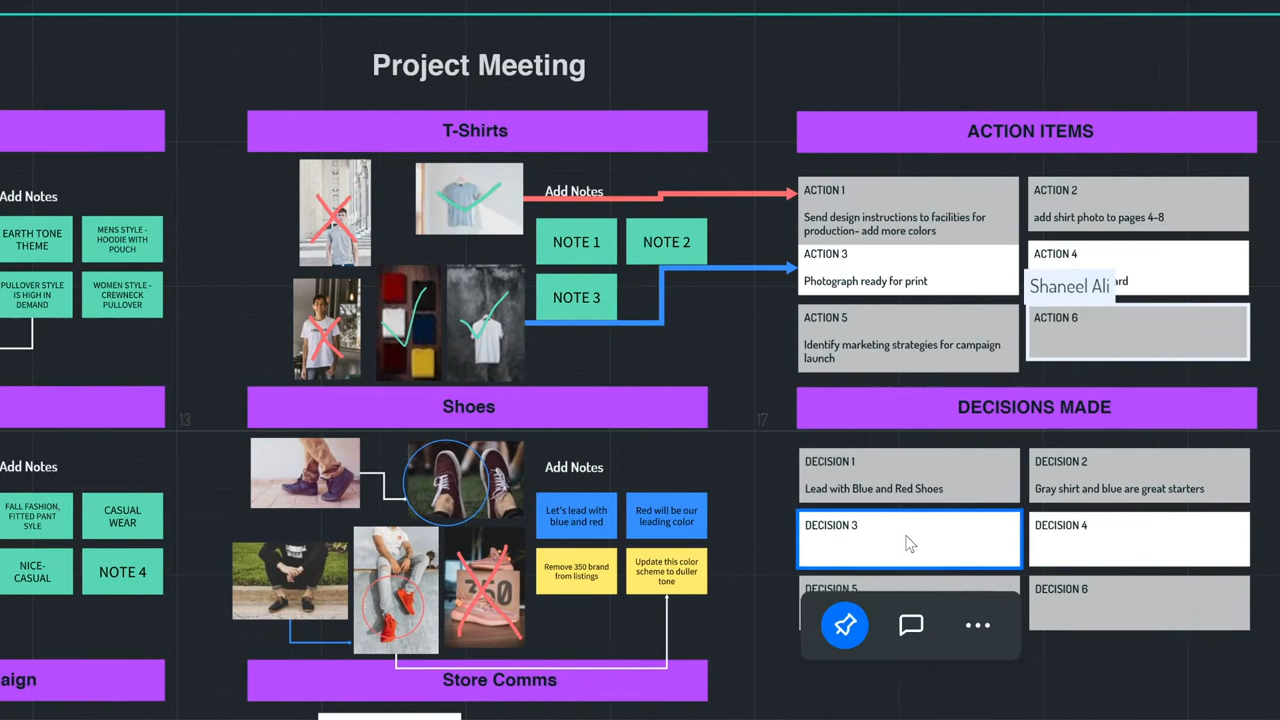 Project Meeting
T-Shirts
ACTION ITEMS
Add Notes
EARTH TONE
THEME
MENS STYLE -
HOODIE WITH
POUCH
PULLOVER STYLE
IS HIGH IN
DEMAND
WOMEN STYLE -
CREWNECK
PULLOVER
Add Notes
NOTE 1
NOTE 2
NOTE 3
ACTION 1
Send design instructions to facilities for
production- add more colors
ACTION 2
add shirt photo to pages 4-8
ACTION 3
Photograph ready for print
ACTION 4
rd
Shaneel Ali
ACTION 5
Identify marketing strategies for campaign
launch
ACTION 6
13
Shoes
17
DECISIONS MADE
Add Notes
FALL FASHION,
FITTED PANT
SYLE
CASUAL
WEAR
NICE-
CASUAL
NOTE 4
Add Notes
Let's lead with
blue and red
Red will be our
leading color
Remove 350 brand
from listings
Update this color
scheme to duller
tone
350
DECISION 1
Lead with Blue and Red Shoes
DECISION 2
Gray shirt and blue are great starters
DECISION 3
DECISION 4
DECISION 5
DECISION 6
aign
Store Comms